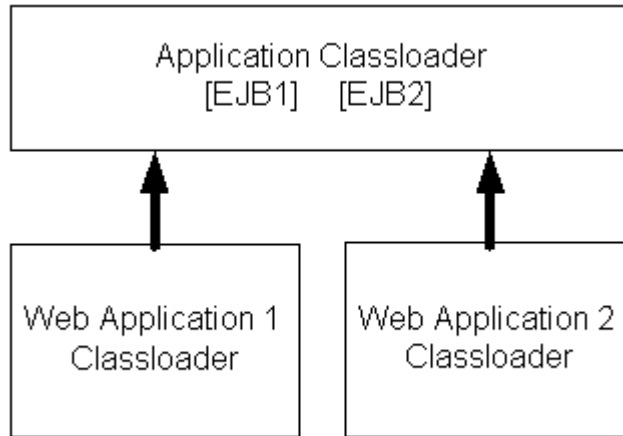 Application Classloader
[EJB1] [EJB2]
Web Application 1
Classloader
Web Application 2
Classloader